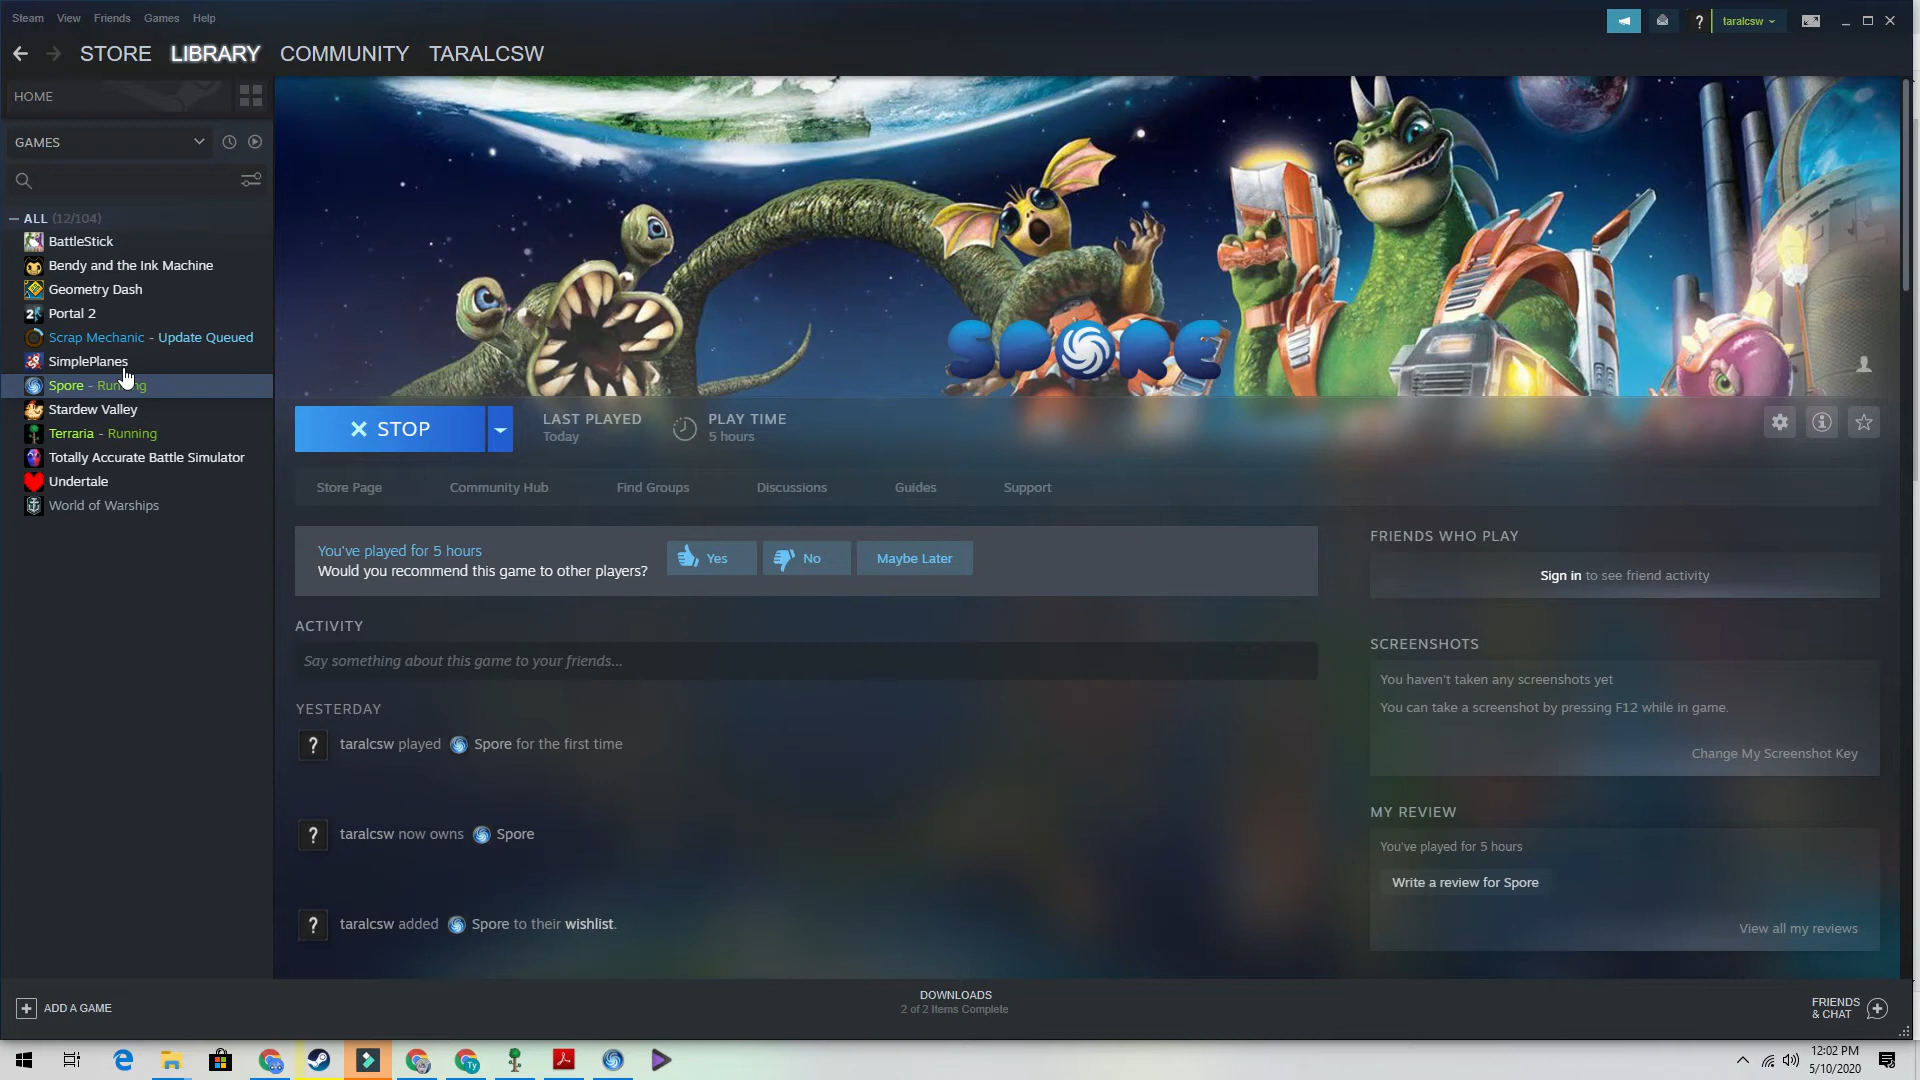 Steam View Friends Games Help
taralcsw
STORE LIBRARY COMMUNITY TARALCSW
HOME
GAMES
— ALL (12/104)
BattleStick
Bendy and the Ink Machine
Geometry Dash
Portal 2
Scrap Mechanic - Update Queued
SimplePlanes
Spore - Running
Stardew Valley
Terraria - Running
Totally Accurate Battle Simulator
Undertale
World of Warships
SPORE
STOP
LAST PLAYED
Today
PLAY TIME
5 hours
Store Page Community Hub Find Groups Discussions Guides Support
You've played for 5 hours
Would you recommend this game to other players?
Yes No Maybe Later
ACTIVITY
Say something about this game to your friends...
YESTERDAY
? taralcsw played Spore for the first time
? taralcsw now owns Spore
? taralcsw added Spore to their wishlist.
FRIENDS WHO PLAY
Sign in to see friend activity
SCREENSHOTS
You haven't taken any screenshots yet
You can take a screenshot by pressing F12 while in game.
Change My Screenshot Key
MY REVIEW
You've played for 5 hours
Write a review for Spore
View all my reviews
ADD A GAME
DOWNLOADS
2 of 2 Items Complete
FRIENDS
& CHAT
12:02 PM
5/10/2020